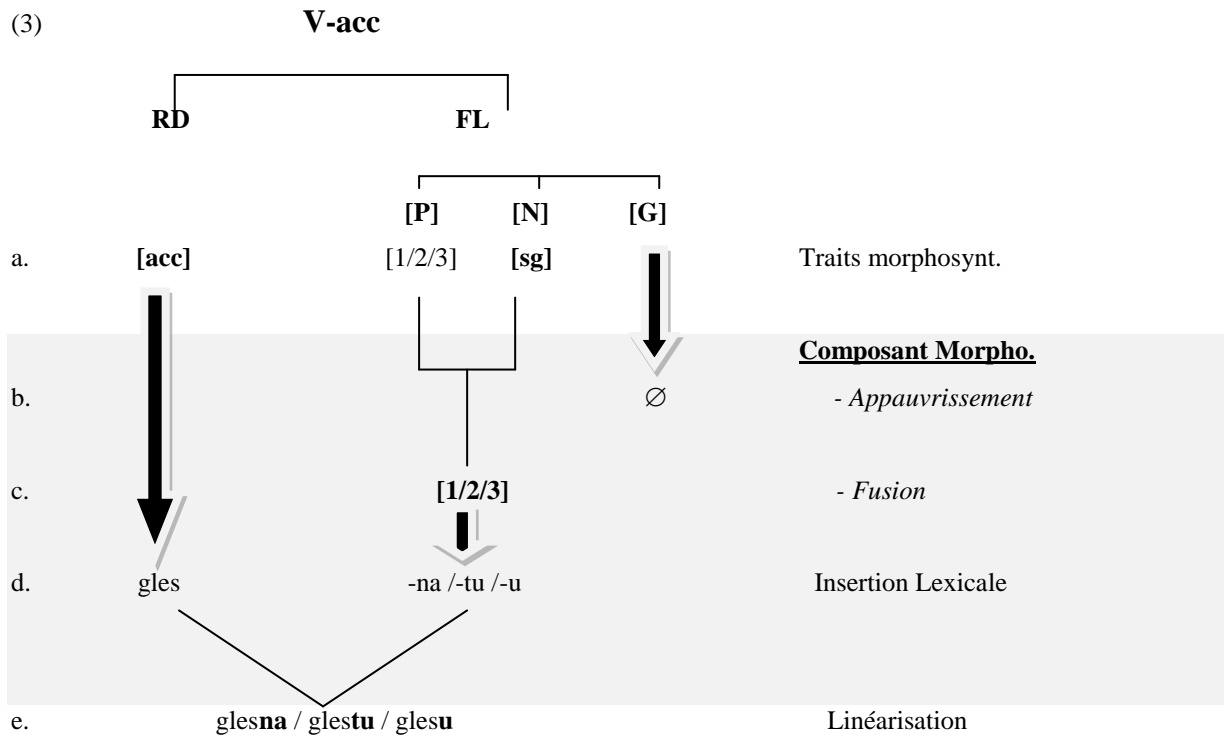 (3) V-acc
RD FL
[P] [N] [G]
a. [acc] [1/2/3] [sg] Traits morphosynt.
Composant Morpho.
b. ∅ - Appauvrissement
c. [1/2/3] - Fusion
d. gles -na /-tu /-u Insertion Lexicale
e. glesna / glestu / glesu Linéarisation